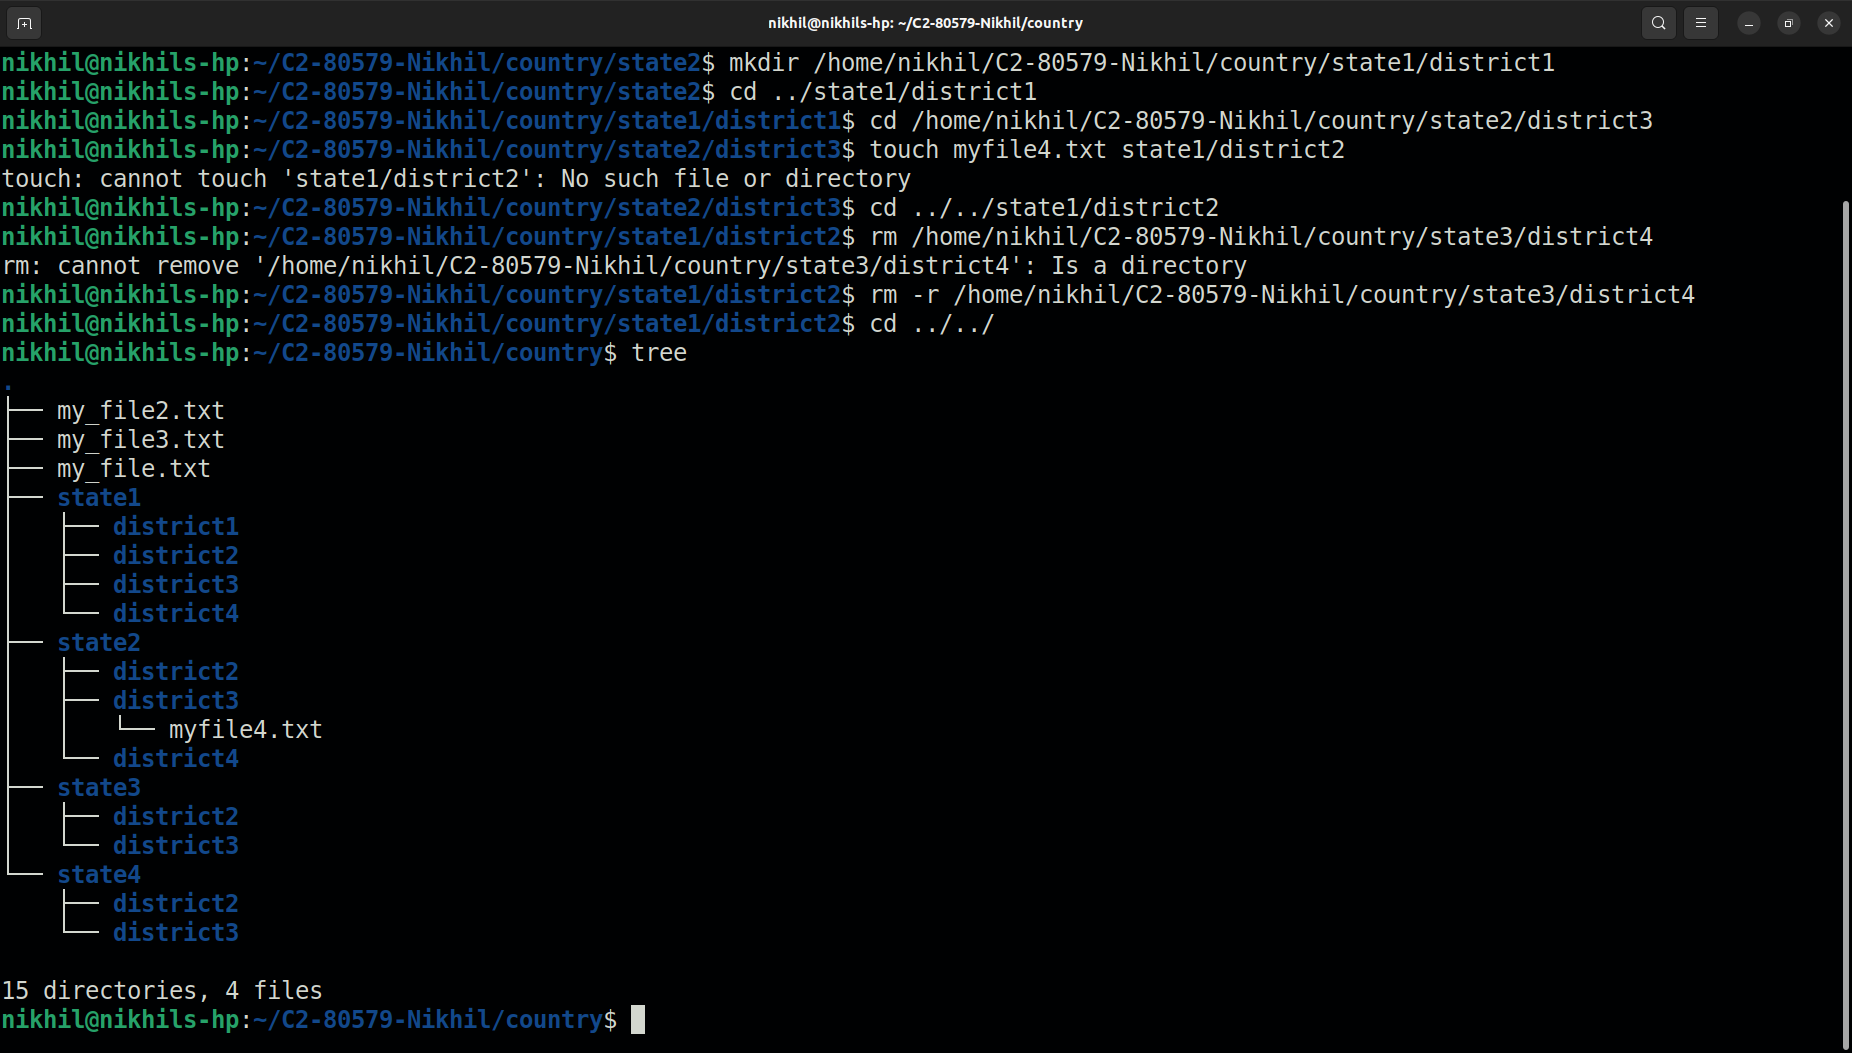 nikhil@nikhils-hp: ~/C2-80579-Nikhil/country
nikhil@nikhils-hp:~/C2-80579-Nikhil/country/state2$ mkdir /home/nikhil/C2-80579-Nikhil/country/state1/district1
nikhil@nikhils-hp:~/C2-80579-Nikhil/country/state2$ cd ../state1/district1
nikhil@nikhils-hp:~/C2-80579-Nikhil/country/state1/district1$ cd /home/nikhil/C2-80579-Nikhil/country/state2/district3
nikhil@nikhils-hp:~/C2-80579-Nikhil/country/state2/district3$ touch myfile4.txt state1/district2
touch: cannot touch 'state1/district2': No such file or directory
nikhil@nikhils-hp:~/C2-80579-Nikhil/country/state2/district3$ cd ../../state1/district2
nikhil@nikhils-hp:~/C2-80579-Nikhil/country/state1/district2$ rm /home/nikhil/C2-80579-Nikhil/country/state3/district4
rm: cannot remove '/home/nikhil/C2-80579-Nikhil/country/state3/district4': Is a directory
nikhil@nikhils-hp:~/C2-80579-Nikhil/country/state1/district2$ rm -r /home/nikhil/C2-80579-Nikhil/country/state3/district4
nikhil@nikhils-hp:~/C2-80579-Nikhil/country/state1/district2$ cd ../../
nikhil@nikhils-hp:~/C2-80579-Nikhil/country$ tree
.
├── my_file2.txt
├── my_file3.txt
├── my_file.txt
├── state1
│   ├── district1
│   ├── district2
│   ├── district3
│   └── district4
├── state2
│   ├── district2
│   ├── district3
│   │   └── myfile4.txt
│   └── district4
├── state3
│   ├── district2
│   └── district3
└── state4
    ├── district2
    └── district3
15 directories, 4 files
nikhil@nikhils-hp:~/C2-80579-Nikhil/country$